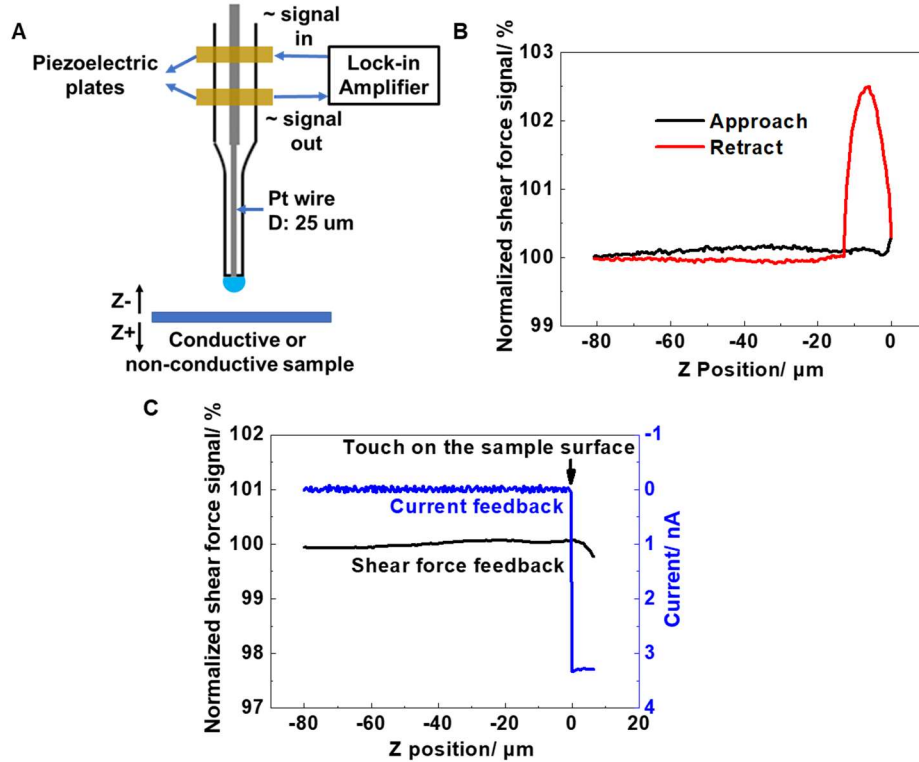 A
~ signal
in
Piezoelectric
plates
Lock-in
Amplifier
~ signal
out
Pt wire
D: 25 um
Z-
Z+
Conductive or
non-conductive sample
B
Normalized shear force signal/ %
103
102
101
100
99
Approach
Retract
-80
-60
-40
-20
0
Z Position/ µm
C
Normalized shear force signal/ %
102
101
100
99
98
97
Touch on the sample surface
Current feedback
Shear force feedback
-1
0
1
2
3
4
Current/ nA
-80
-60
-40
-20
0
20
Z position/ µm